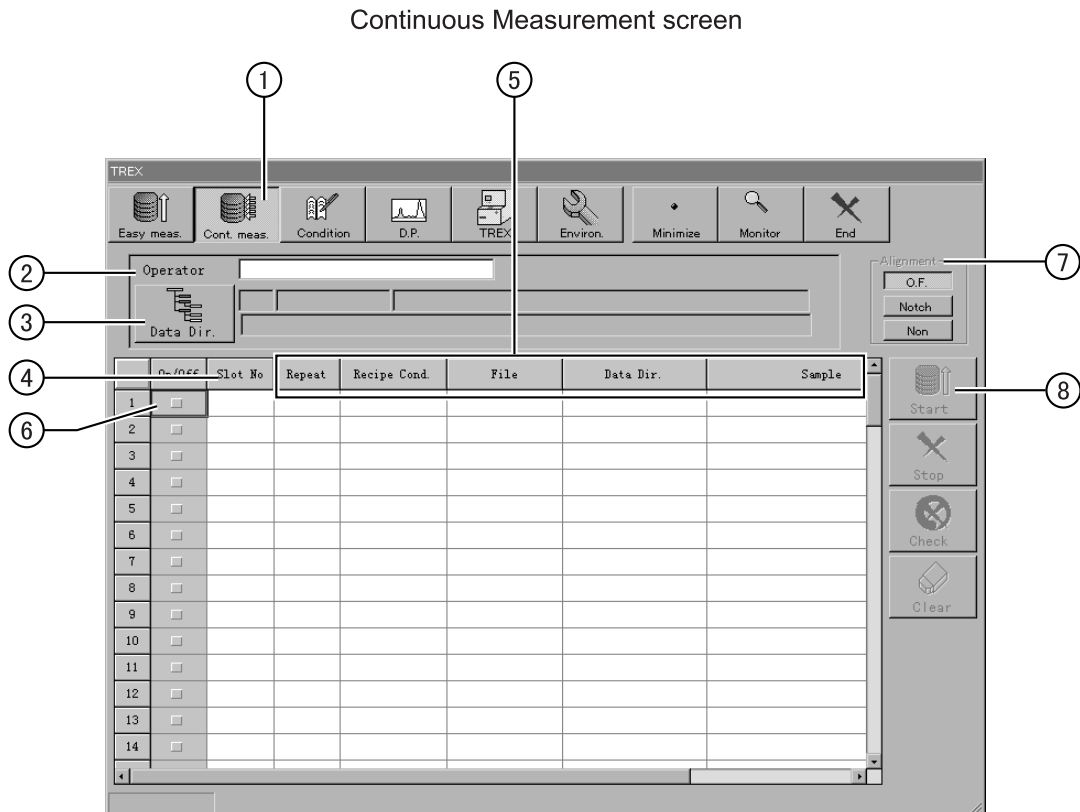 Continuous Measurement screen
1 5
TREX
Easy meas. Cont. meas. Condition D.P. TREX Environ. Minimize Monitor End
2 Operator Alignment 7
O.F.
3 Data Dir. Notch
Non
4 On/Off Slot No Repeat Recipe Cond. File Data Dir. Sample
1 Start 8
6 2
3 Stop
4
5
6 Check
7
8 Clear
9
10
11
12
13
14